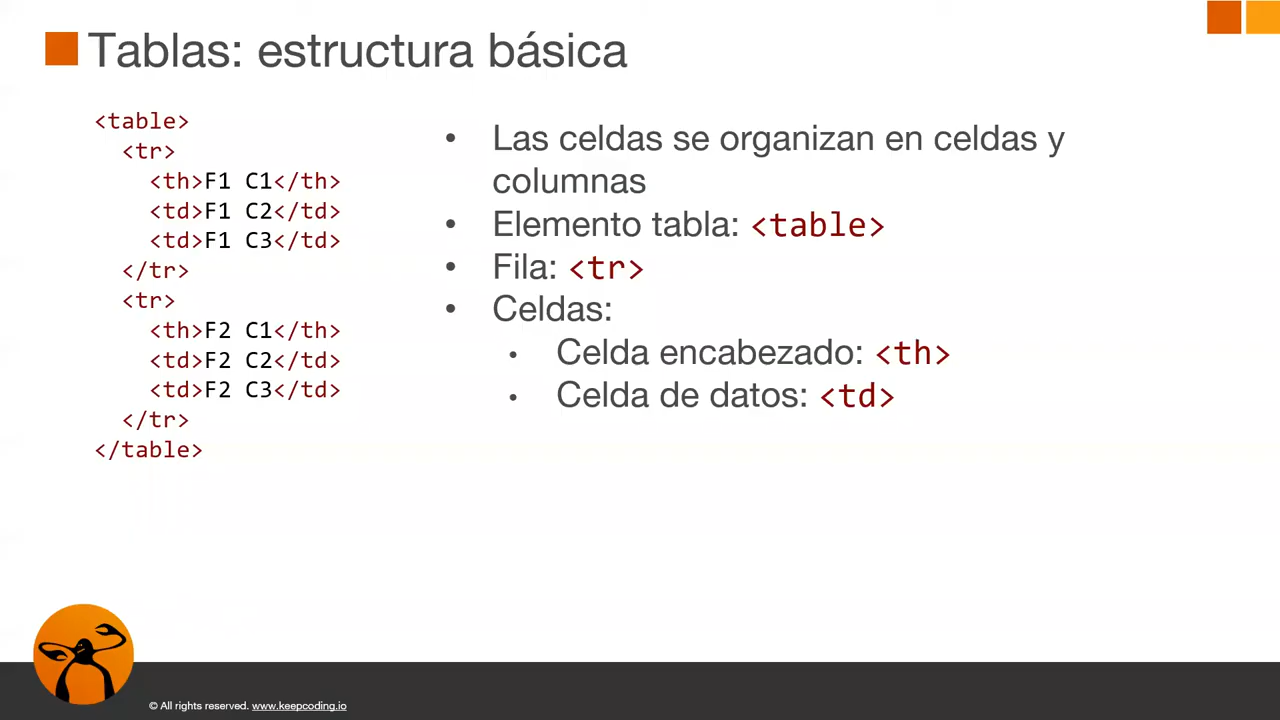 Tablas: estructura básica
<table>
<tr>
<th>F1 C1</th>
<td>F1 C2</td>
<td>F1 C3</td>
</tr>
<tr>
<th>F2 C1</th>
<td>F2 C2</td>
<td>F2 C3</td>
</tr>
</table>
• Las celdas se organizan en celdas y
columnas
• Elemento tabla: <table>
• Fila: <tr>
• Celdas:
• Celda encabezado: <th>
• Celda de datos: <td>
© All rights reserved. www.keepcoding.io